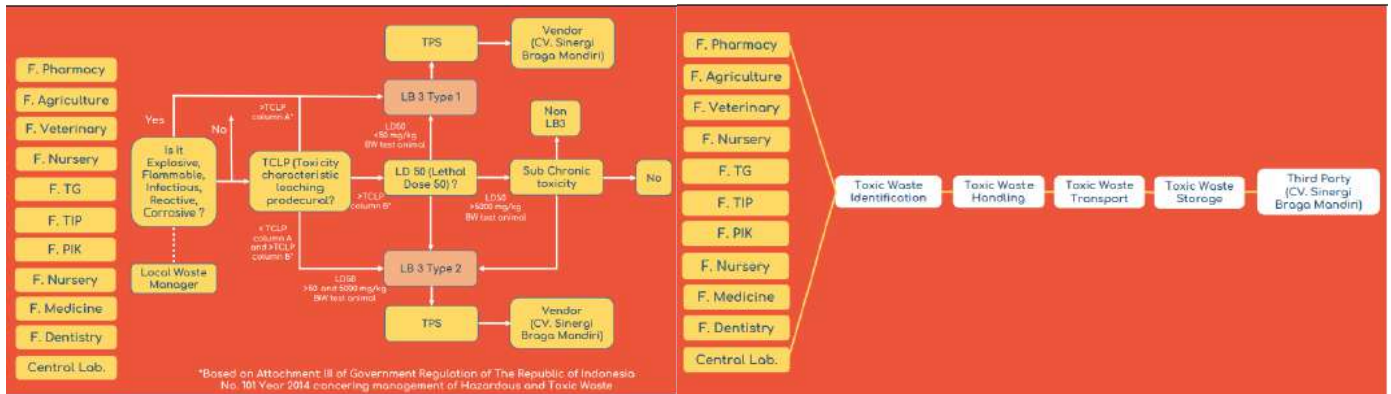 F. Pharmacy
F. Agriculture
F. Veterinary
F. Nursery
F. TG
F. TIP
F. PIK
F. Nursery
F. Medicine
F. Dentistry
Central Lab.
Yes
No
Is it
Explosive,
Flammable,
Infectious,
Reactive,
Corrosive ?
Local Waste
Manager
>TCLP
column A*
TCLP (Toxicity
characteristic
leaching
prodecural?
<TCLP
column A
and >TCLP
column B*
>TCLP
column B*
TPS
Vendor
(CV. Sinergi
Braga Mandiri)
LB 3 Type 1
LD50
<50 mg/kg
BW test animal
LD 50 (Lethal
Dose 50) ?
LD50
>5000 mg/kg
BW test animal
Non
LB3
Sub Chronic
toxicity
No
LB 3 Type 2
LD50
>50 and 5000 mg/kg
BW test animal
TPS
Vendor
(CV. Sinergi
Braga Mandiri)
*Based on Attachment III of Government Regulation of The Republic of Indonesia
No. 101 Year 2014 concering management of Hazardous and Toxic Waste
F. Pharmacy
F. Agriculture
F. Veterinary
F. Nursery
F. TG
F. TIP
F. PIK
F. Nursery
F. Medicine
F. Dentistry
Central Lab.
Toxic Waste
Identification
Toxic Waste
Handling
Toxic Waste
Transport
Toxic Waste
Storage
Third Party
(CV. Sinergi
Braga Mandiri)